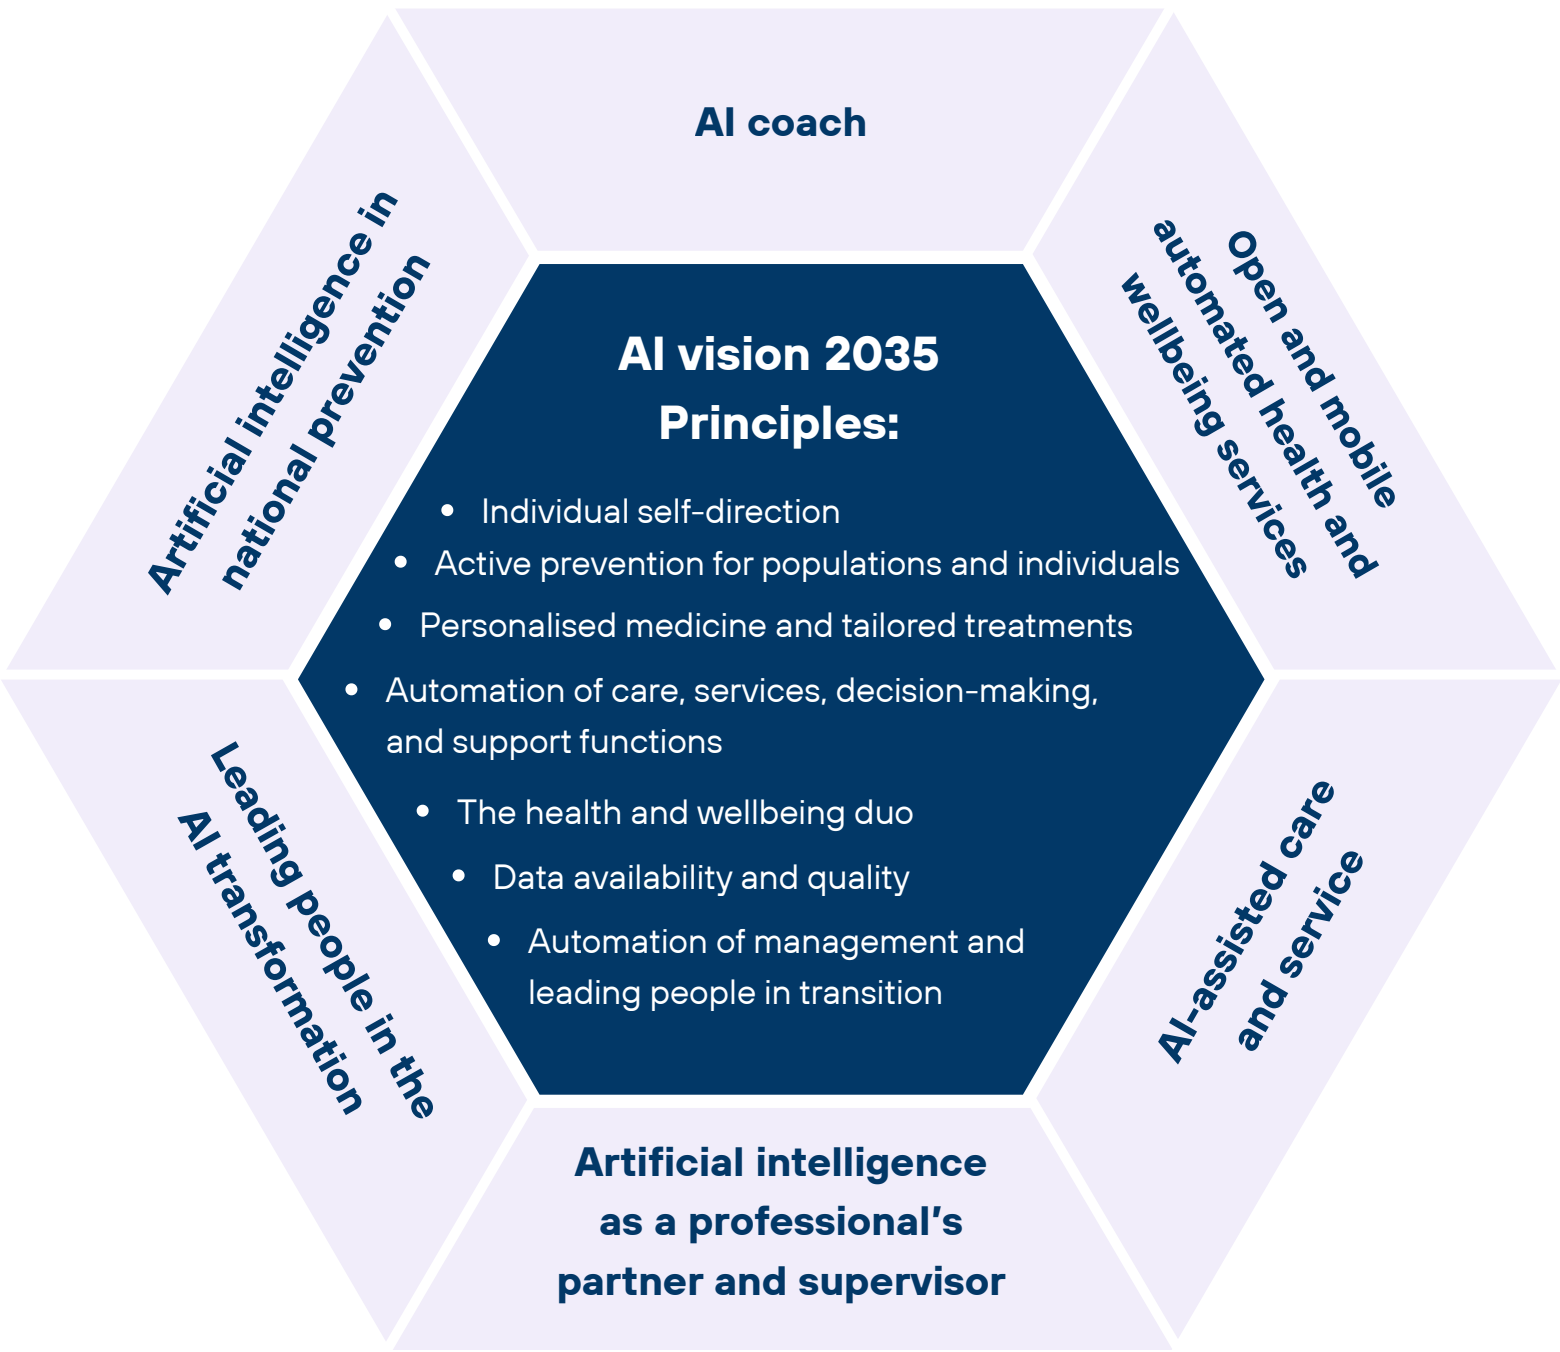 AI coach
Open and mobile
automated health and
wellbeing services
AI-assisted care
and service
Artificial intelligence
as a professional’s
partner and supervisor
Leading people in the
AI transformation
Artificial intelligence in
national prevention
AI vision 2035
Principles:
• Individual self-direction
• Active prevention for populations and individuals
• Personalised medicine and tailored treatments
• Automation of care, services, decision-making,
and support functions
• The health and wellbeing duo
• Data availability and quality
• Automation of management and
leading people in transition